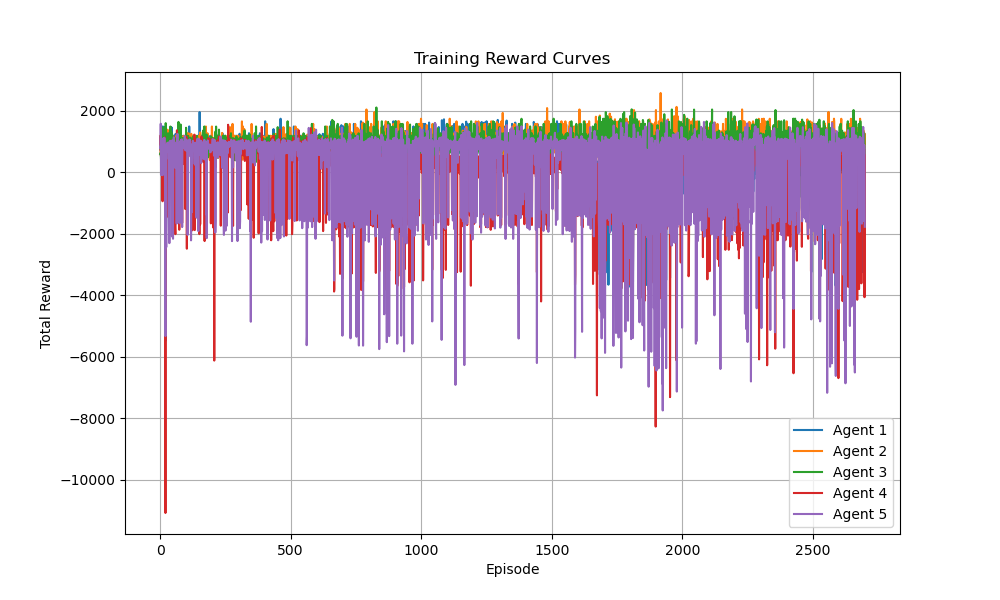 Training Reward Curves
Total Reward
2000
0
−2000
−4000
−6000
−8000
−10000
0 500 1000 1500 2000 2500
Episode
Agent 1
Agent 2
Agent 3
Agent 4
Agent 5